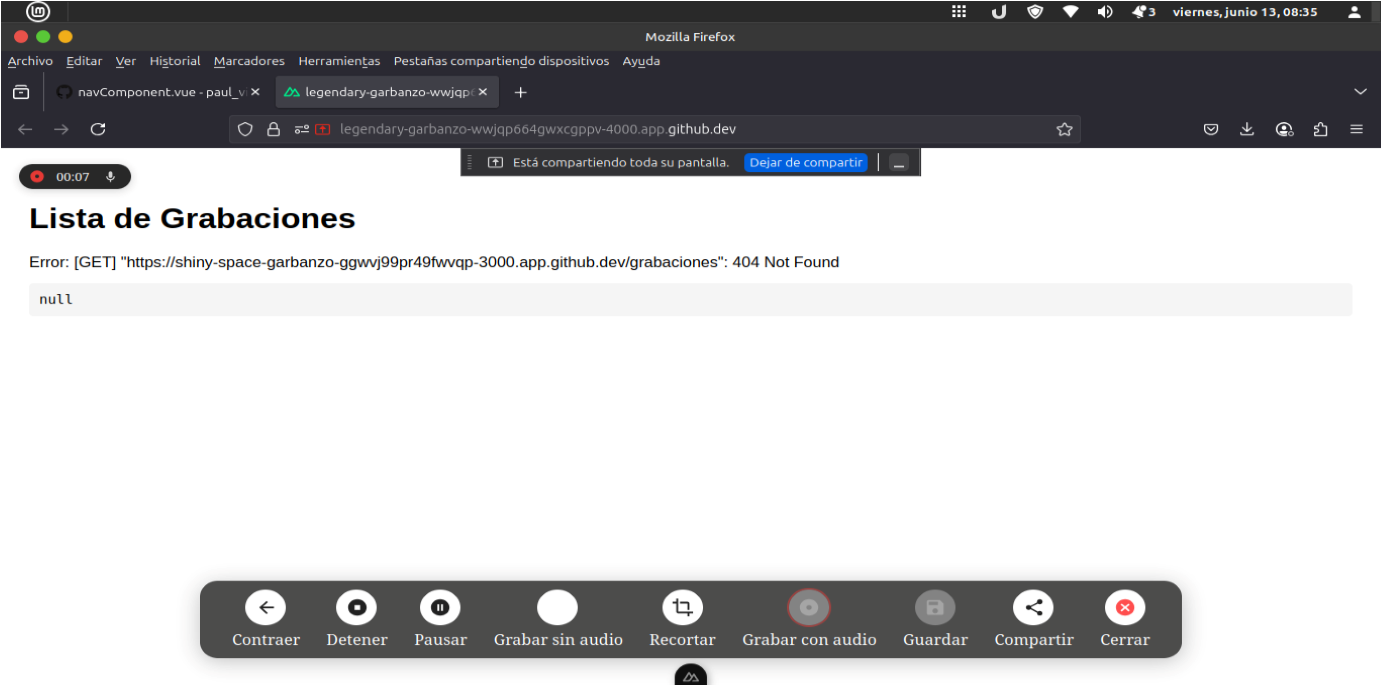 3 viernes, junio 13, 08:35
Mozilla Firefox
Archivo Editar Ver Historial Marcadores Herramientas Pestañas compartiendo dispositivos Ayuda
navComponent.vue - paul_vi legendary-garbanzo-wwjqp6
legendary-garbanzo-wwjqp664gwxcgppv-4000.app.github.dev
Está compartiendo toda su pantalla. Dejar de compartir
00:07
Lista de Grabaciones
Error: [GET] "https://shiny-space-garbanzo-ggwvj99pr49fwvqp-3000.app.github.dev/grabaciones": 404 Not Found
null
Contraer Detener Pausar Grabar sin audio Recortar Grabar con audio Guardar Compartir Cerrar